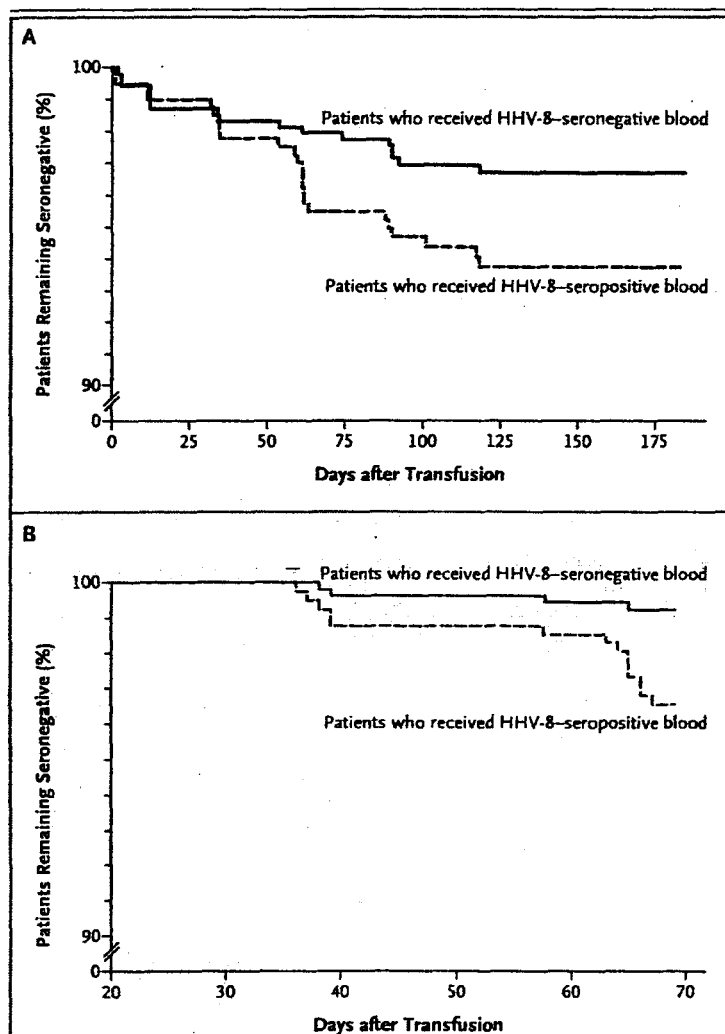 A
Patients Remaining Seronegative (%)
100
90
0
Patients who received HHV-8–seronegative blood
Patients who received HHV-8–seropositive blood
0 25 50 75 100 125 150 175
Days after Transfusion
B
Patients Remaining Seronegative (%)
100
90
0
Patients who received HHV-8–seronegative blood
Patients who received HHV-8–seropositive blood
20 30 40 50 60 70
Days after Transfusion